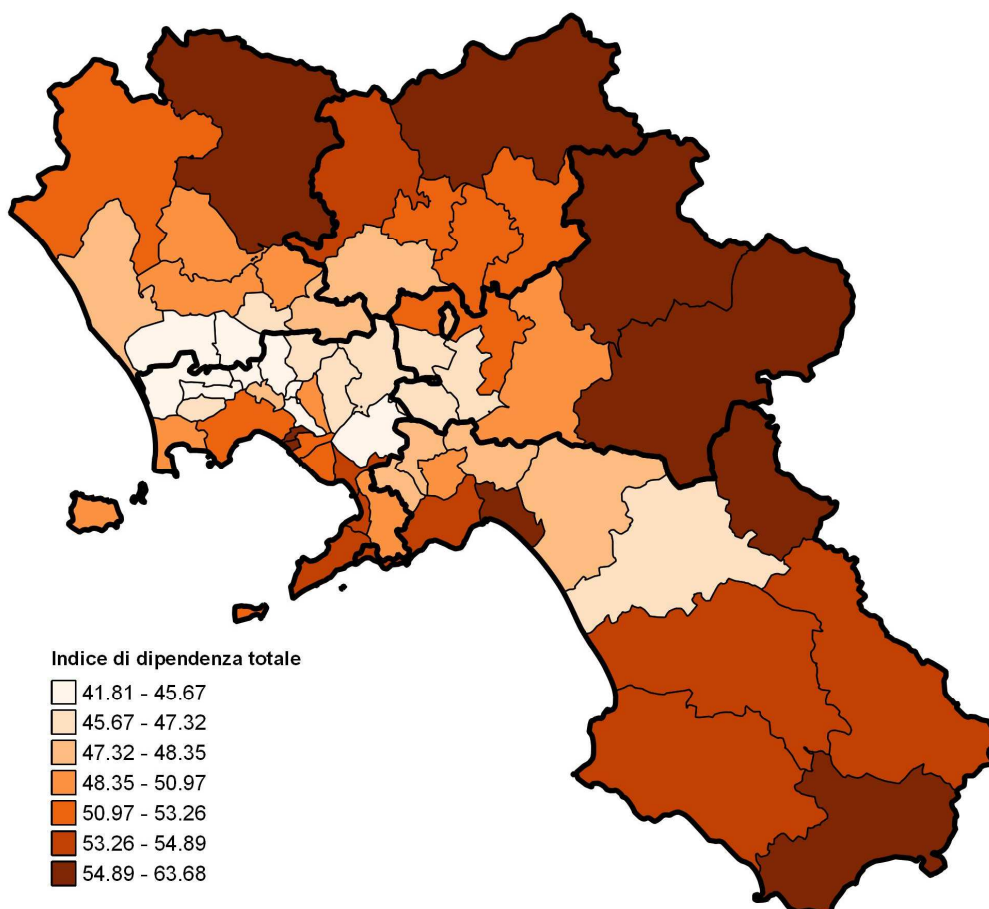 Indice di dipendenza totale
41.81 - 45.67
45.67 - 47.32
47.32 - 48.35
48.35 - 50.97
50.97 - 53.26
53.26 - 54.89
54.89 - 63.68